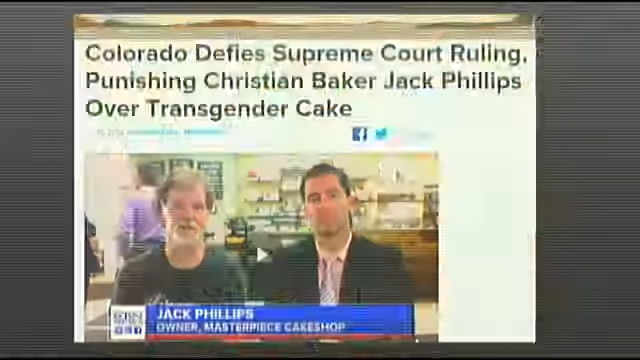 Colorado Defies Supreme Court Ruling,
Punishing Christian Baker Jack Phillips
Over Transgender Cake
JACK PHILLIPS
OWNER, MASTERPIECE CAKESHOP